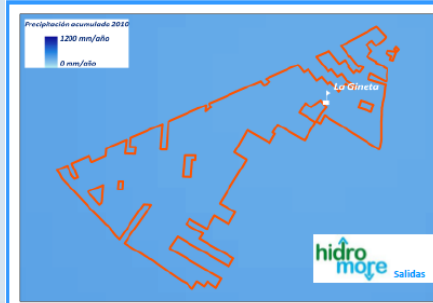 Precipitación acumulada 2010
1200 mm/año
0 mm/año
La Gineta
hidro
more
Salidas